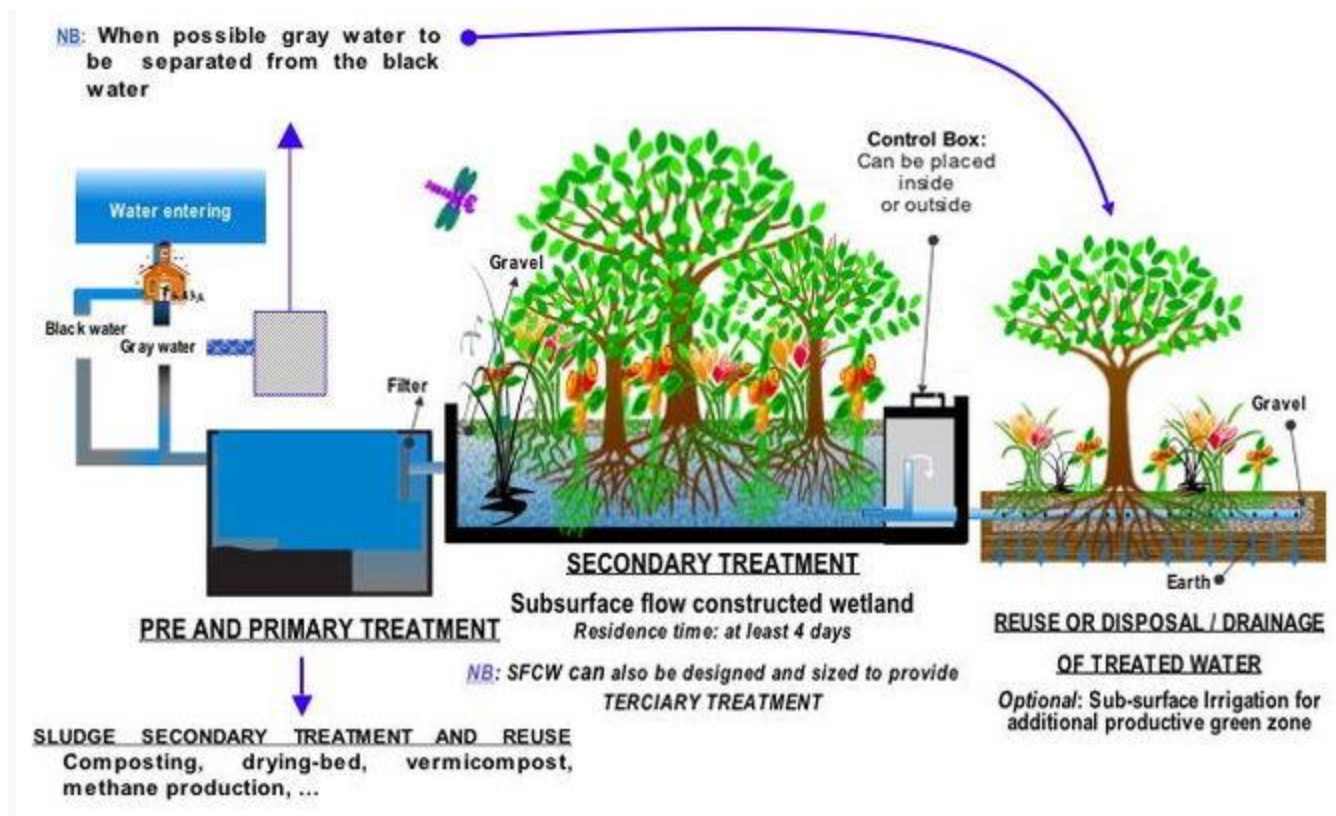 NB: When possible gray water to
be separated from the black
water
Control Box:
Can be placed
inside
or outside
Water entering
Gravel
Black water
Gray water
Filter
Gravel
Earth
SECONDARY TREATMENT
Subsurface flow constructed wetland
Residence time: at least 4 days
NB: SFCW can also be designed and sized to provide
TERCIARY TREATMENT
PRE AND PRIMARY TREATMENT
REUSE OR DISPOSAL / DRAINAGE
OF TREATED WATER
Optional: Sub-surface Irrigation for
additional productive green zone
SLUDGE SECONDARY TREATMENT AND REUSE
Composting, drying-bed, vermicompost,
methane production, ...